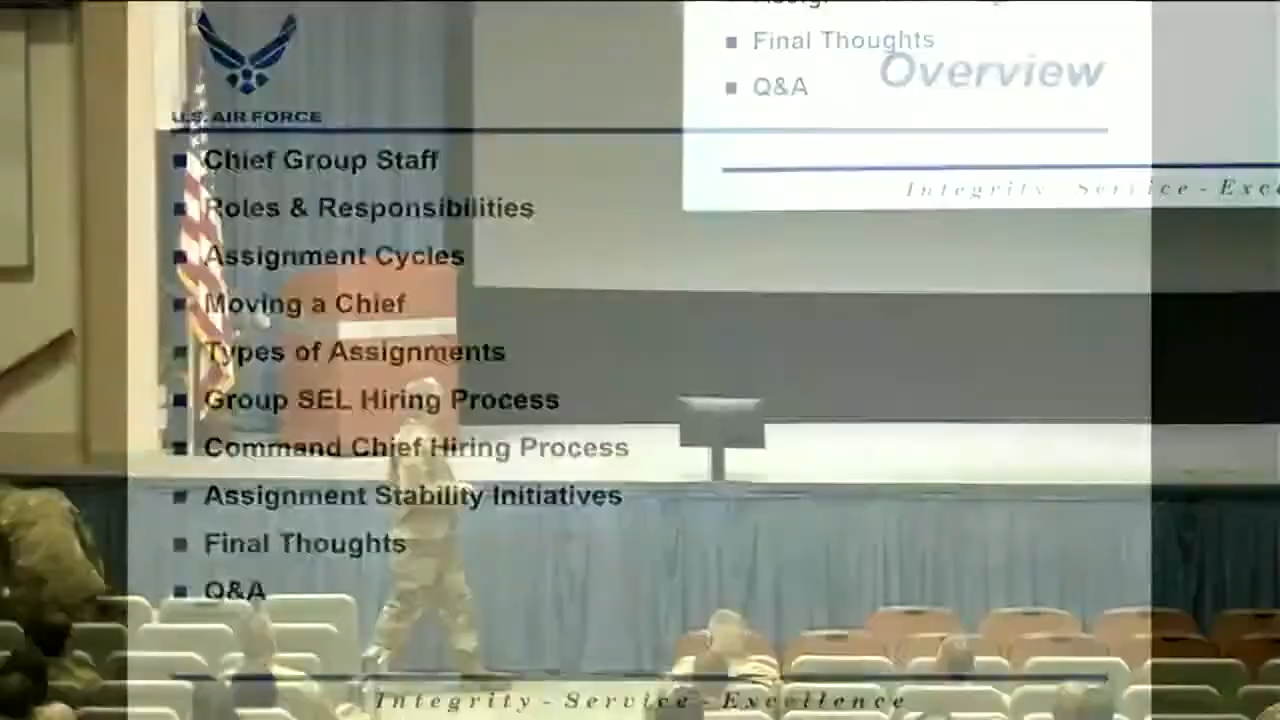 Final Thoughts
Q&A
Overview
U.S. AIR FORCE
Chief Group Staff
Roles & Responsibilities
Assignment Cycles
Moving a Chief
Types of Assignments
Group SEL Hiring Process
Command Chief Hiring Process
Assignment Stability Initiatives
Final Thoughts
Q&A
Integrity - Service - Exce
Integrity - Service - Excellence